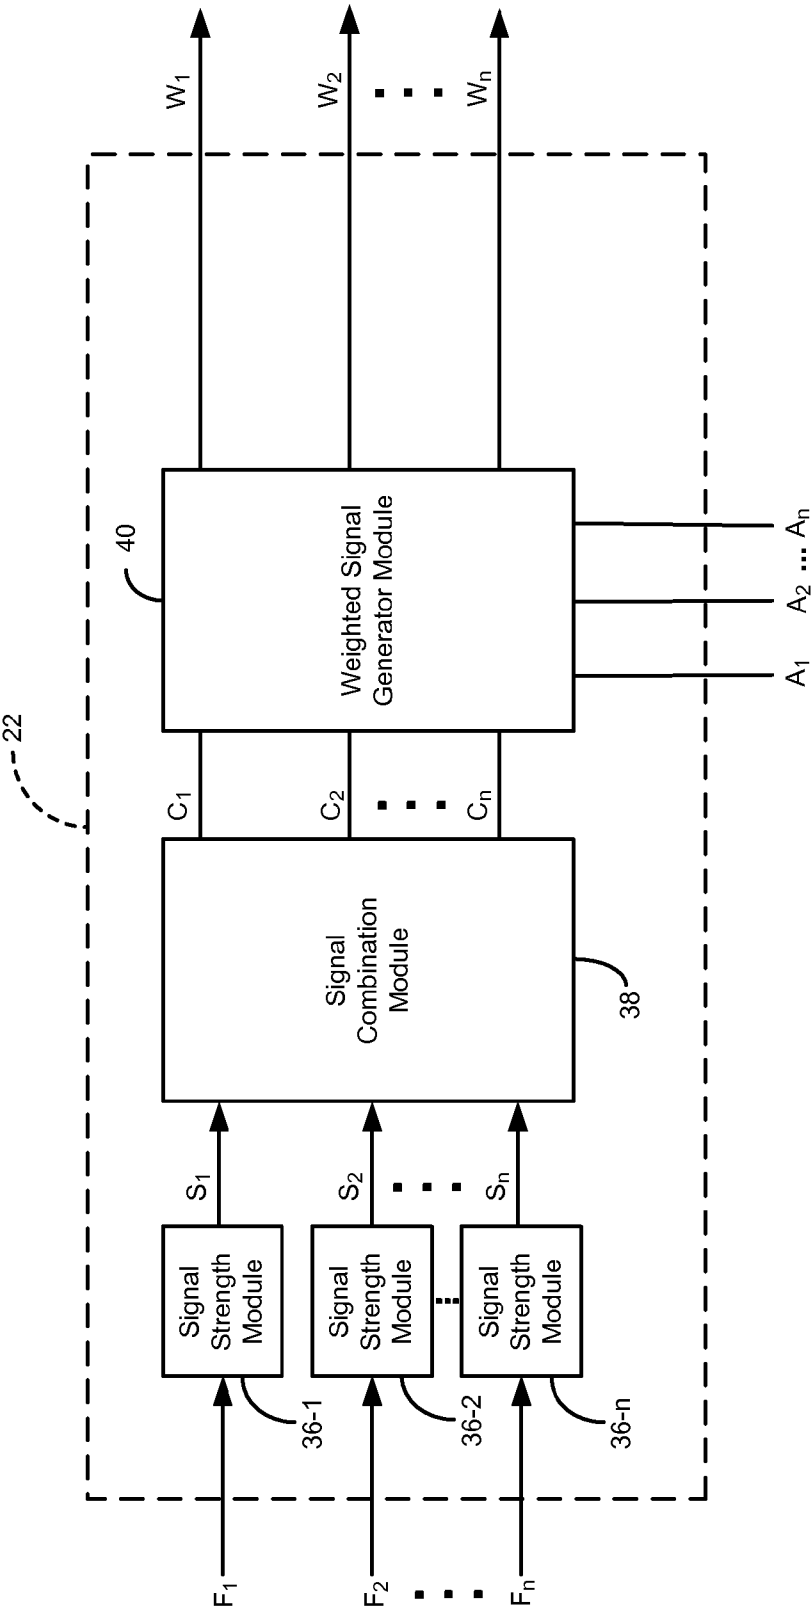 22
F1
F2
Fn
Signal
Strength
Module
36-1
Signal
Strength
Module
36-2
Signal
Strength
Module
36-n
S1
S2
Sn
Signal
Combination
Module
38
C1
C2
Cn
Weighted Signal
Generator Module
40
A1
A2 ... An
W1
W2
Wn